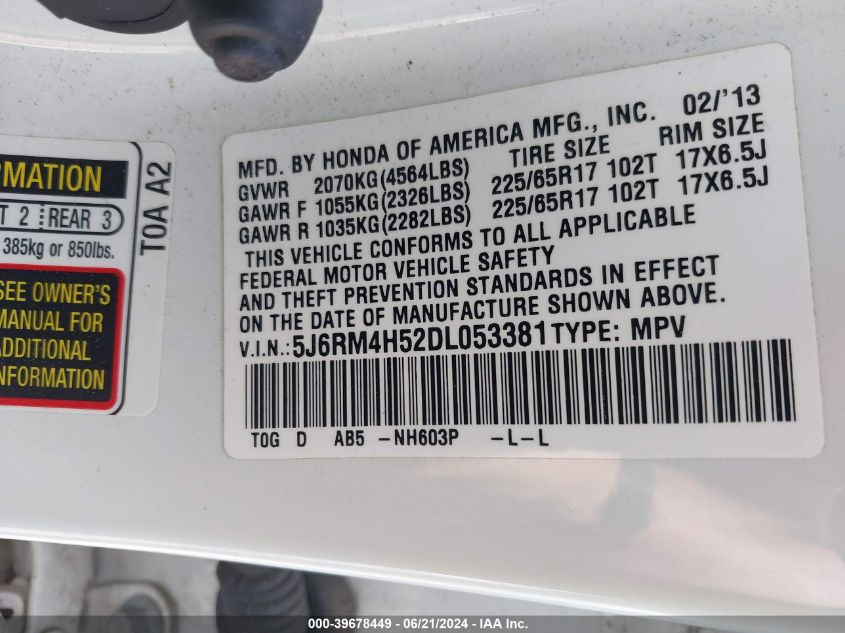 RMATION
T 2 REAR 3
385kg or 850lbs.
SEE OWNER'S
MANUAL FOR
ADDITIONAL
INFORMATION
T0A A2
MFD. BY HONDA OF AMERICA MFG., INC. 02/'13
GVWR 2070KG(4564LBS) TIRE SIZE RIM SIZE
GAWR F 1055KG(2326LBS) 225/65R17 102T 17X6.5J
GAWR R 1035KG(2282LBS) 225/65R17 102T 17X6.5J
THIS VEHICLE CONFORMS TO ALL APPLICABLE
FEDERAL MOTOR VEHICLE SAFETY
AND THEFT PREVENTION STANDARDS IN EFFECT
ON THE DATE OF MANUFACTURE SHOWN ABOVE.
V.I.N.:5J6RM4H52DL053381 TYPE: MPV
TOG D AB5 -NH603P -L-L
000-39678449 - 06/21/2024 - IAA Inc.